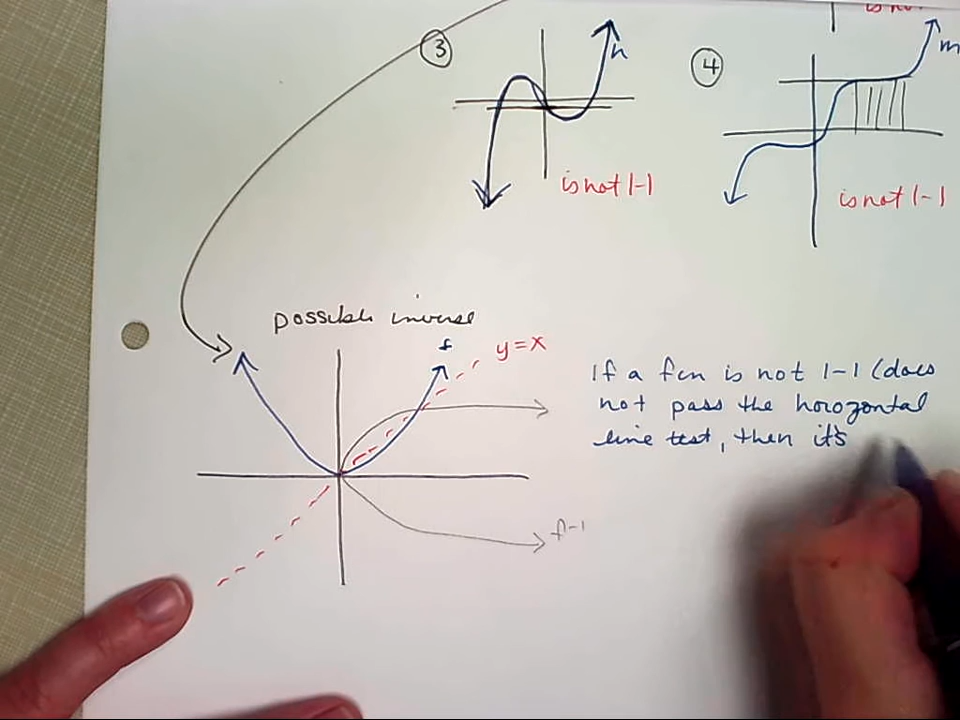 3
h
4
m
is not 1-1
is not 1-1
possible inverse
f
y=x
f-1
If a fcn is not 1-1 (does
not pass the horozontal
line test, then it's